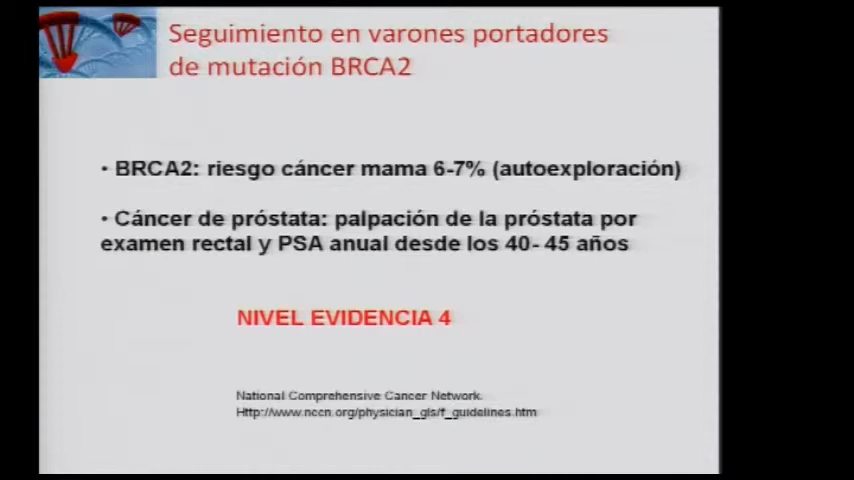 Seguimiento en varones portadores
de mutación BRCA2
• BRCA2: riesgo cáncer mama 6-7% (autoexploración)
• Cáncer de próstata: palpación de la próstata por
examen rectal y PSA anual desde los 40- 45 años
NIVEL EVIDENCIA 4
National Comprehensive Cancer Network.
Http://www.nccn.org/physician_gls/f_guidelines.htm